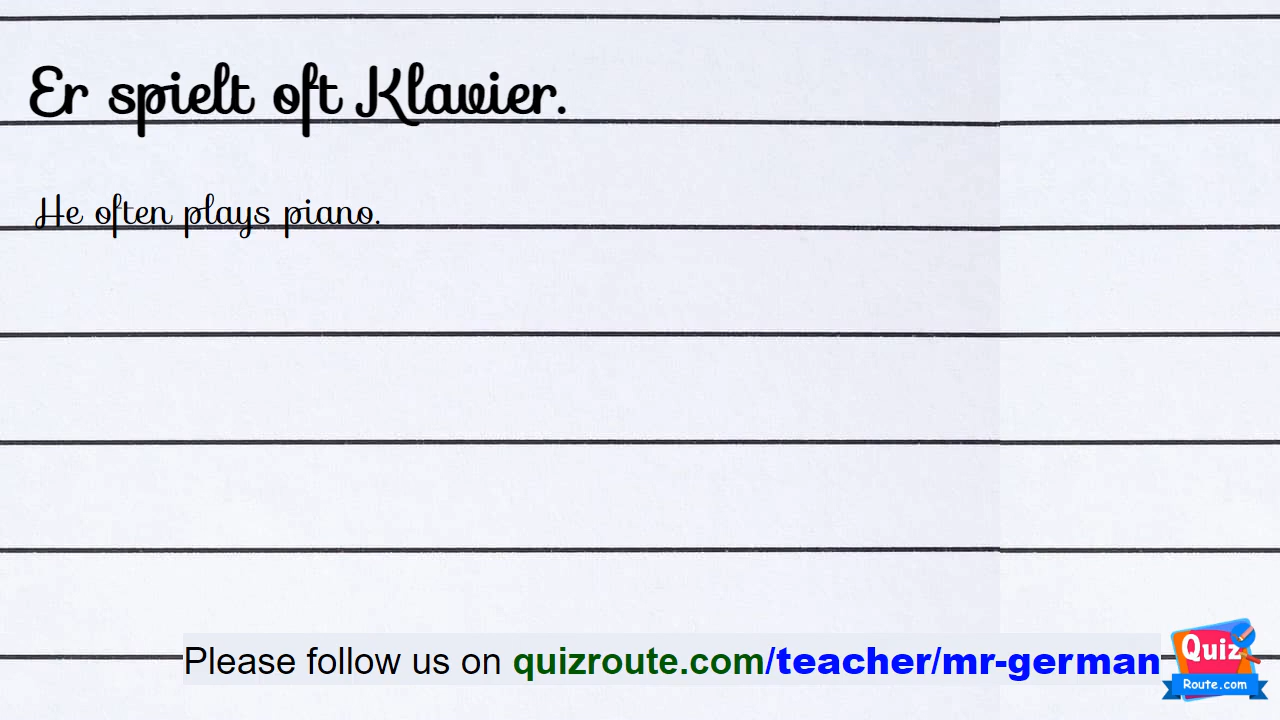 Er spielt oft Klavier.
He often plays piano.
Please follow us on quizroute.com/teacher/mr-german
Quiz
Route.com